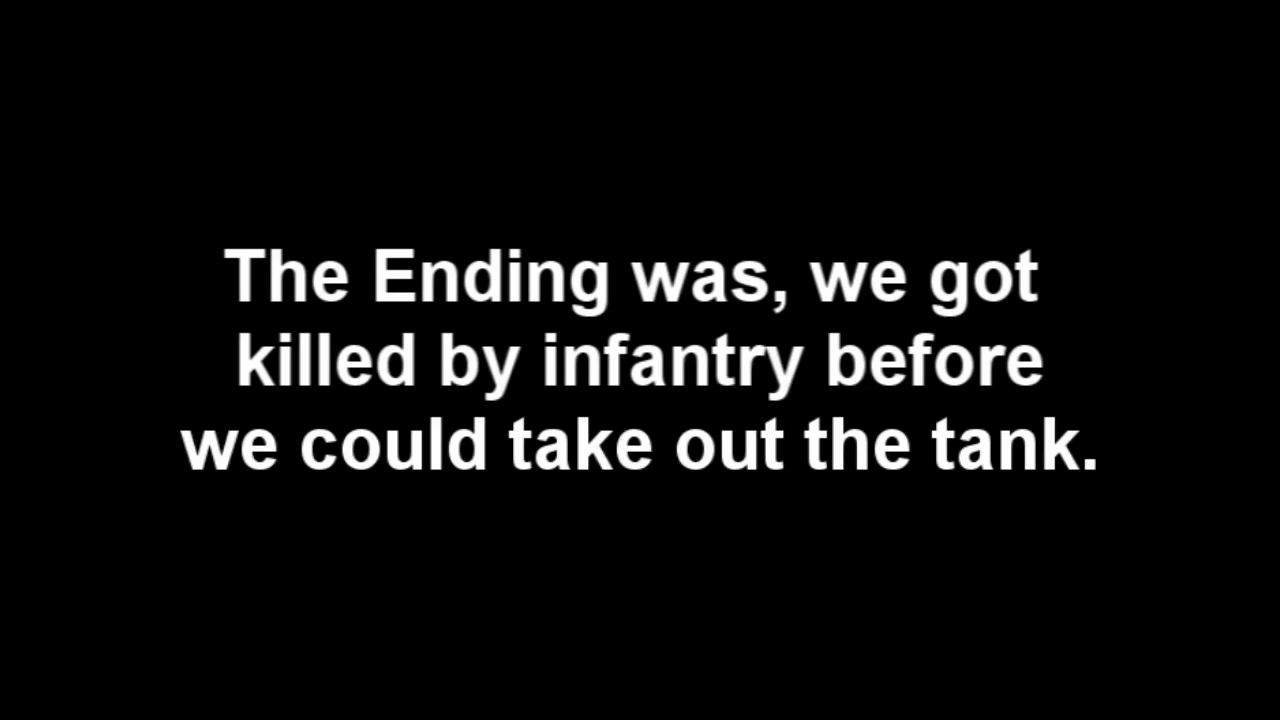 The Ending was, we got
killed by infantry before
we could take out the tank.